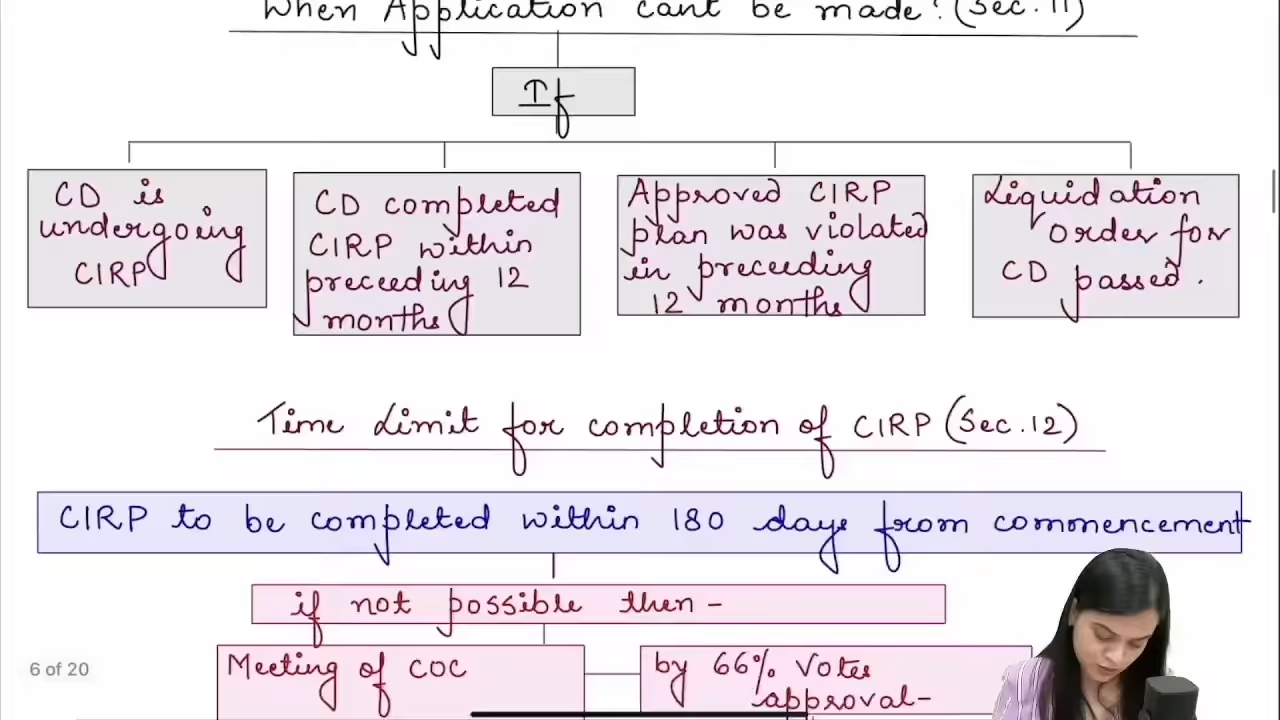 When Application cant be made? (Sec. 11)
If
CD is
undergoing
CIRP
CD completed
CIRP within
preceeding 12
months
Approved CIRP
plan was violated
in preceeding
12 months
Liquidation
order for
CD passed.
Time Limit for completion of CIRP (Sec. 12)
CIRP to be completed within 180 days from commencement
if not possible then -
Meeting of COC
by 66% Votes
approval-
6 of 20